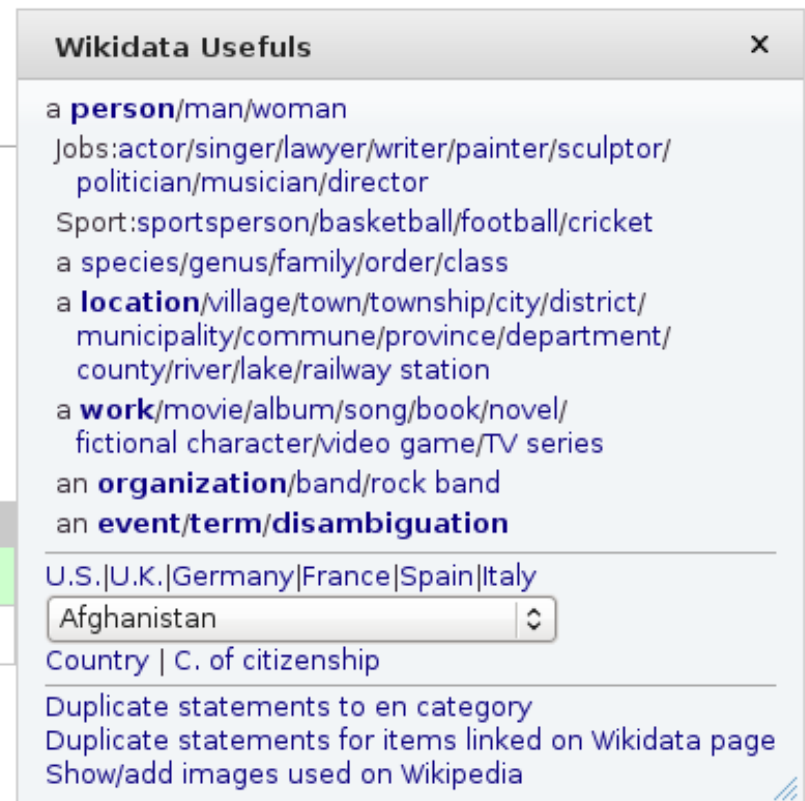 Wikidata Usefuls ×
a person/man/woman
Jobs:actor/singer/lawyer/writer/painter/sculptor/
politician/musician/director
Sport:sportsperson/basketball/football/cricket
a species/genus/family/order/class
a location/village/town/township/city/district/
municipality/commune/province/department/
county/river/lake/railway station
a work/movie/album/song/book/novel/
fictional character/video game/TV series
an organization/band/rock band
an event/term/disambiguation
U.S.|U.K.|Germany|France|Spain|Italy
Afghanistan
Country | C. of citizenship
Duplicate statements to en category
Duplicate statements for items linked on Wikidata page
Show/add images used on Wikipedia